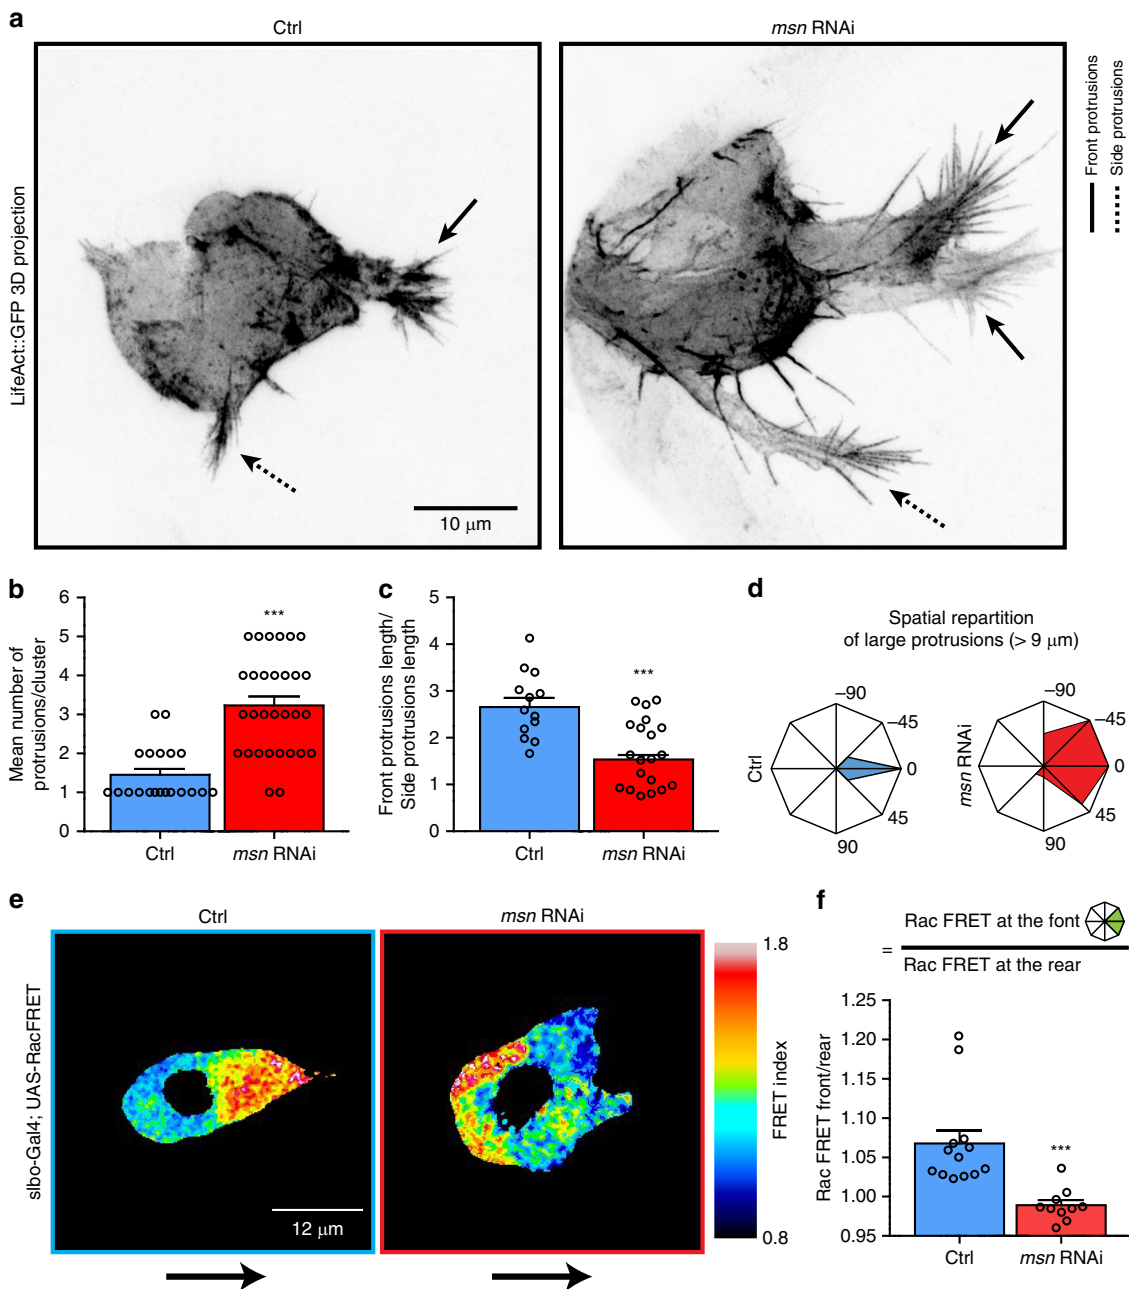 a
Ctrl
msn RNAi
LifeAct::GFP 3D projection
Front protrusions
Side protrusions
10 μm
b
Mean number of
protrusions/cluster
6
5
4
3
2
1
0
***
Ctrl
msn RNAi
c
Front protrusions length/
Side protrusions length
5
4
3
2
1
0
***
Ctrl
msn RNAi
d
Spatial repartition
of large protrusions (> 9 μm)
Ctrl
–90
–45
0
45
90
msn RNAi
–90
–45
0
45
90
e
Ctrl
msn RNAi
slbo-Gal4; UAS-RacFRET
12 μm
1.8
FRET index
0.8
f
Rac FRET at the font
=
Rac FRET at the rear
Rac FRET front/rear
1.25
1.20
1.15
1.10
1.05
1.00
0.95
***
Ctrl
msn RNAi